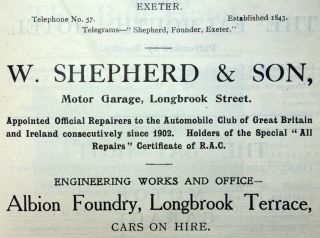 EXETER.
Telephone No. 57. Established 1843.
Telegrams—"Shepherd, Founder, Exeter."
W. SHEPHERD & SON,
Motor Garage, Longbrook Street.
Appointed Official Repairers to the Automobile Club of Great Britain
and Ireland consecutively since 1902. Holders of the Special "All
Repairs" Certificate of R.A.C.
ENGINEERING WORKS AND OFFICE—
Albion Foundry, Longbrook Terrace,
CARS ON HIRE.